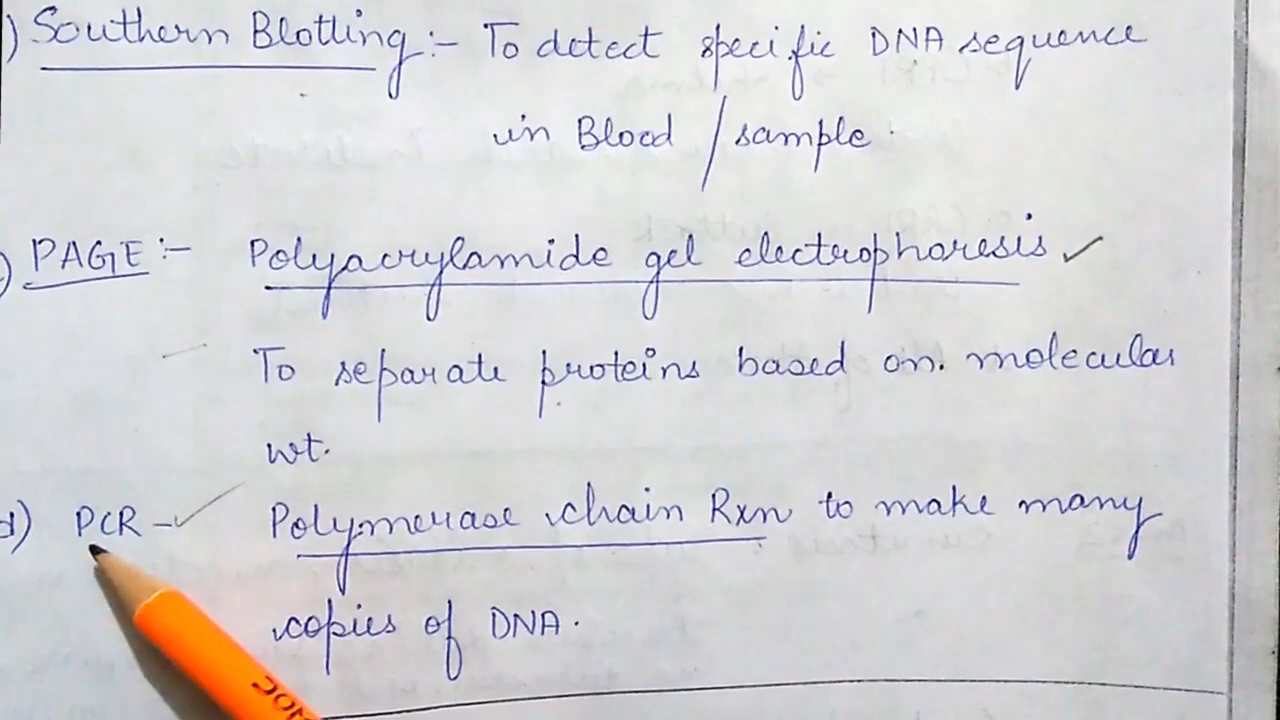 ) Southern Blotting:- To detect specific DNA sequence
in Blood / sample.
) PAGE:- Polyacrylamide gel electrophoresis ✓
To separate proteins based on. molecular
wt.
d) PCR - ✓ Polymerase chain Rxn to make many
copies of DNA.